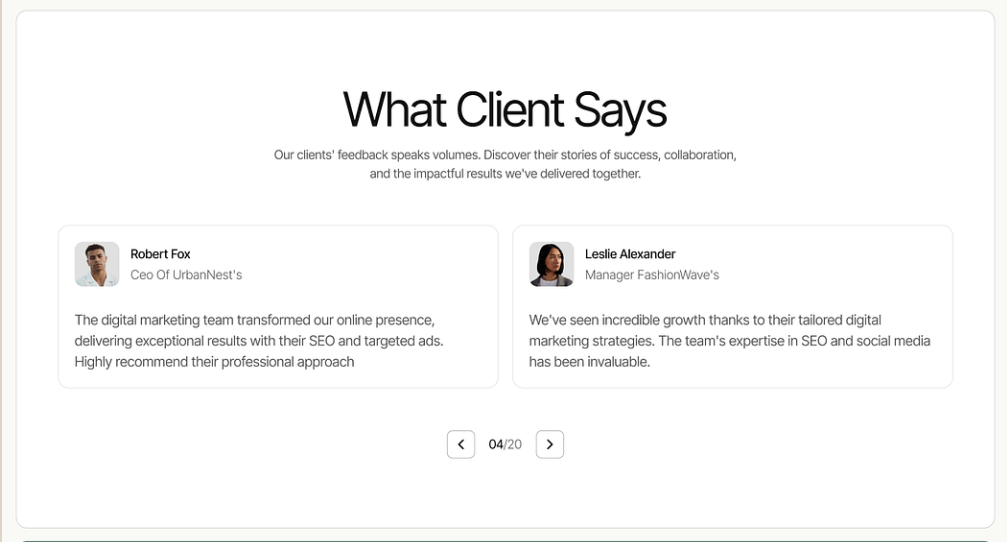 What Client Says
Our clients' feedback speaks volumes. Discover their stories of success, collaboration,
and the impactful results we've delivered together.
Robert Fox
Ceo Of UrbanNest's
The digital marketing team transformed our online presence,
delivering exceptional results with their SEO and targeted ads.
Highly recommend their professional approach
Leslie Alexander
Manager FashionWave's
We've seen incredible growth thanks to their tailored digital
marketing strategies. The team's expertise in SEO and social media
has been invaluable.
04/20